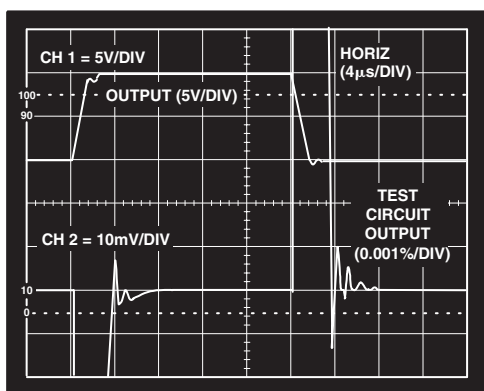 CH 1 = 5V/DIV
HORIZ
(4µs/DIV)
100
OUTPUT (5V/DIV)
90
TEST
CIRCUIT
OUTPUT
(0.001%/DIV)
CH 2 = 10mV/DIV
10
0